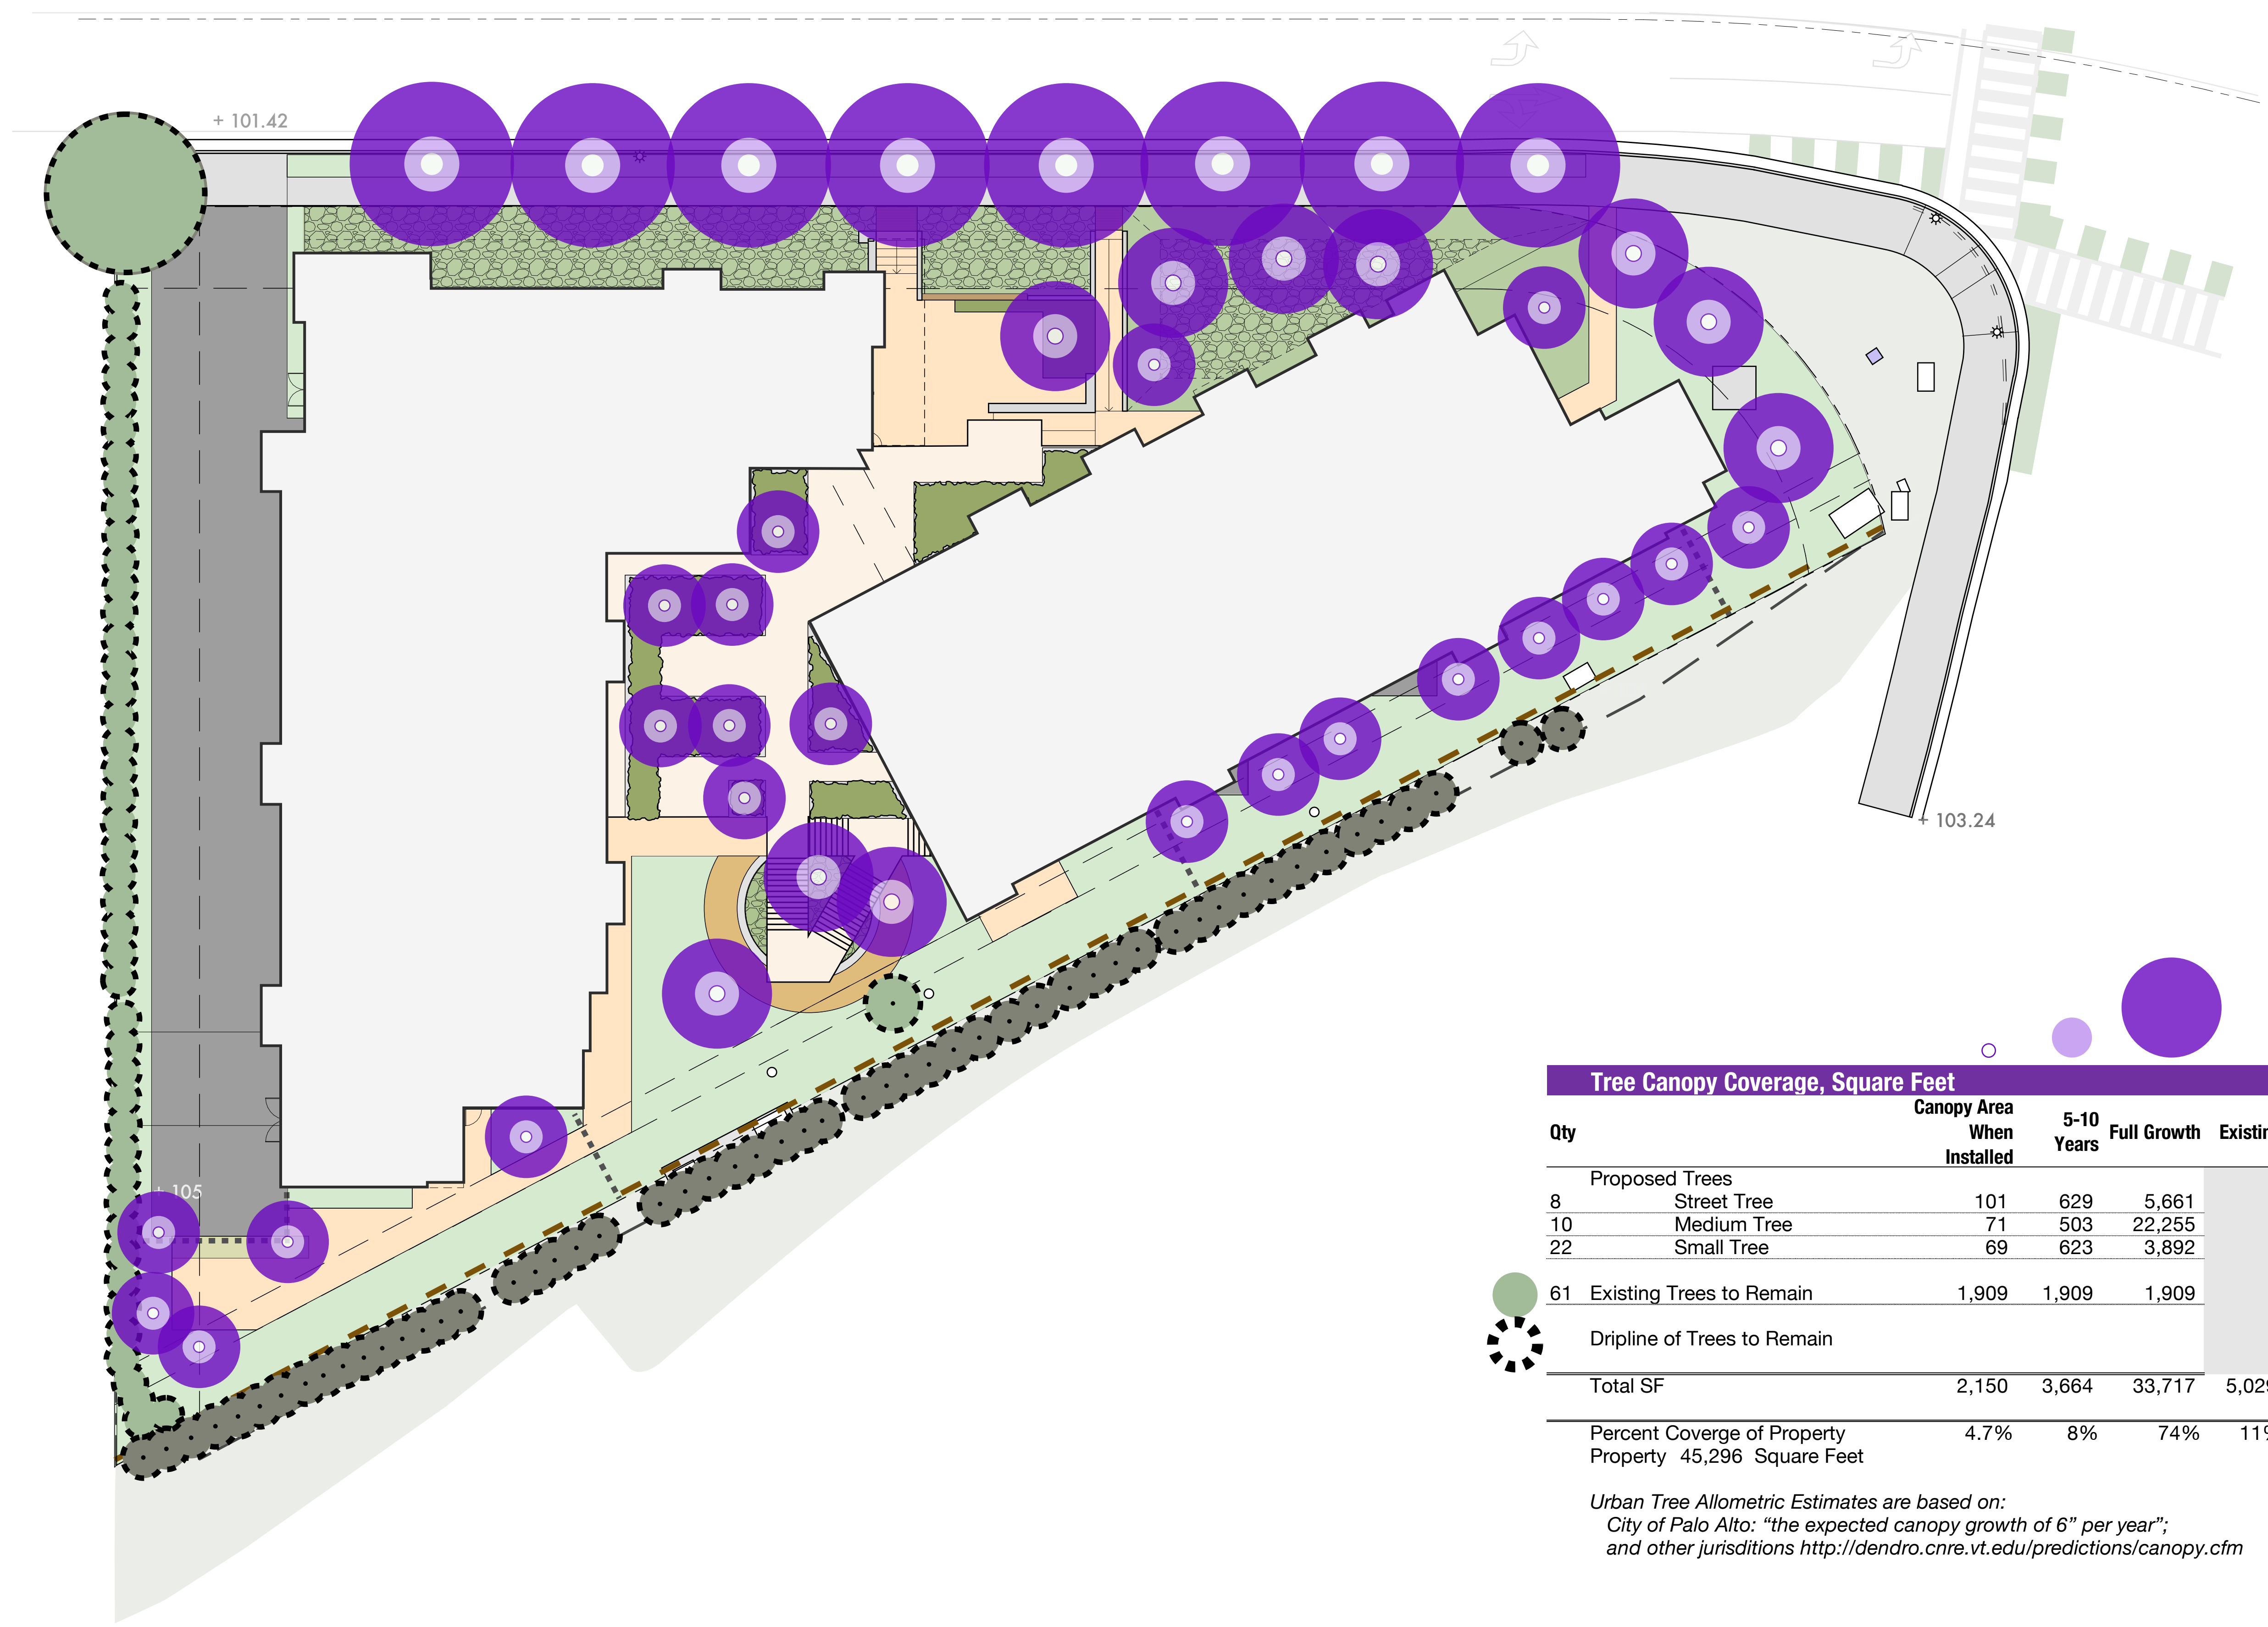 + 101.42
+ 103.24
+ 105
Tree Canopy Coverage, Square Feet
Qty Canopy Area When Installed 5-10 Years Full Growth Existin
Proposed Trees
8 Street Tree 101 629 5,661
10 Medium Tree 71 503 22,255
22 Small Tree 69 623 3,892
61 Existing Trees to Remain 1,909 1,909 1,909
Dripline of Trees to Remain
Total SF 2,150 3,664 33,717 5,029
Percent Coverge of Property 4.7% 8% 74% 11%
Property 45,296 Square Feet
Urban Tree Allometric Estimates are based on:
City of Palo Alto: “the expected canopy growth of 6” per year”;
and other jurisditions http://dendro.cnre.vt.edu/predictions/canopy.cfm